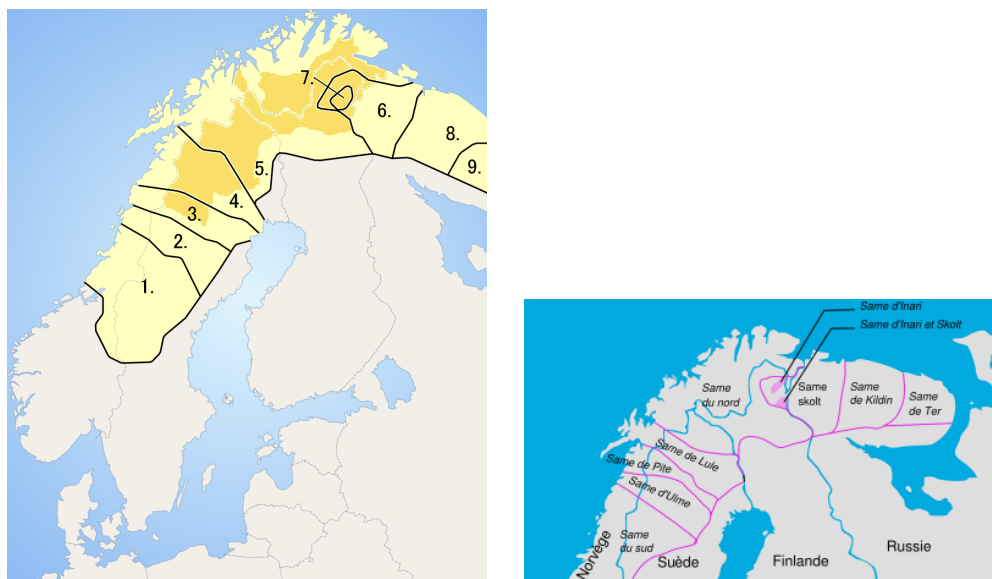 7.
6.
8.
9.
5.
4.
3.
2.
1.
Same d'Inari
Same d'Inari et Skolt
Same
du nord
Same
skolt
Same
de Kildin
Same
de Ter
Same de Lule
Same de Pite
Same d'Ulme
Same
du sud
Norvège
Suède
Finlande
Russie